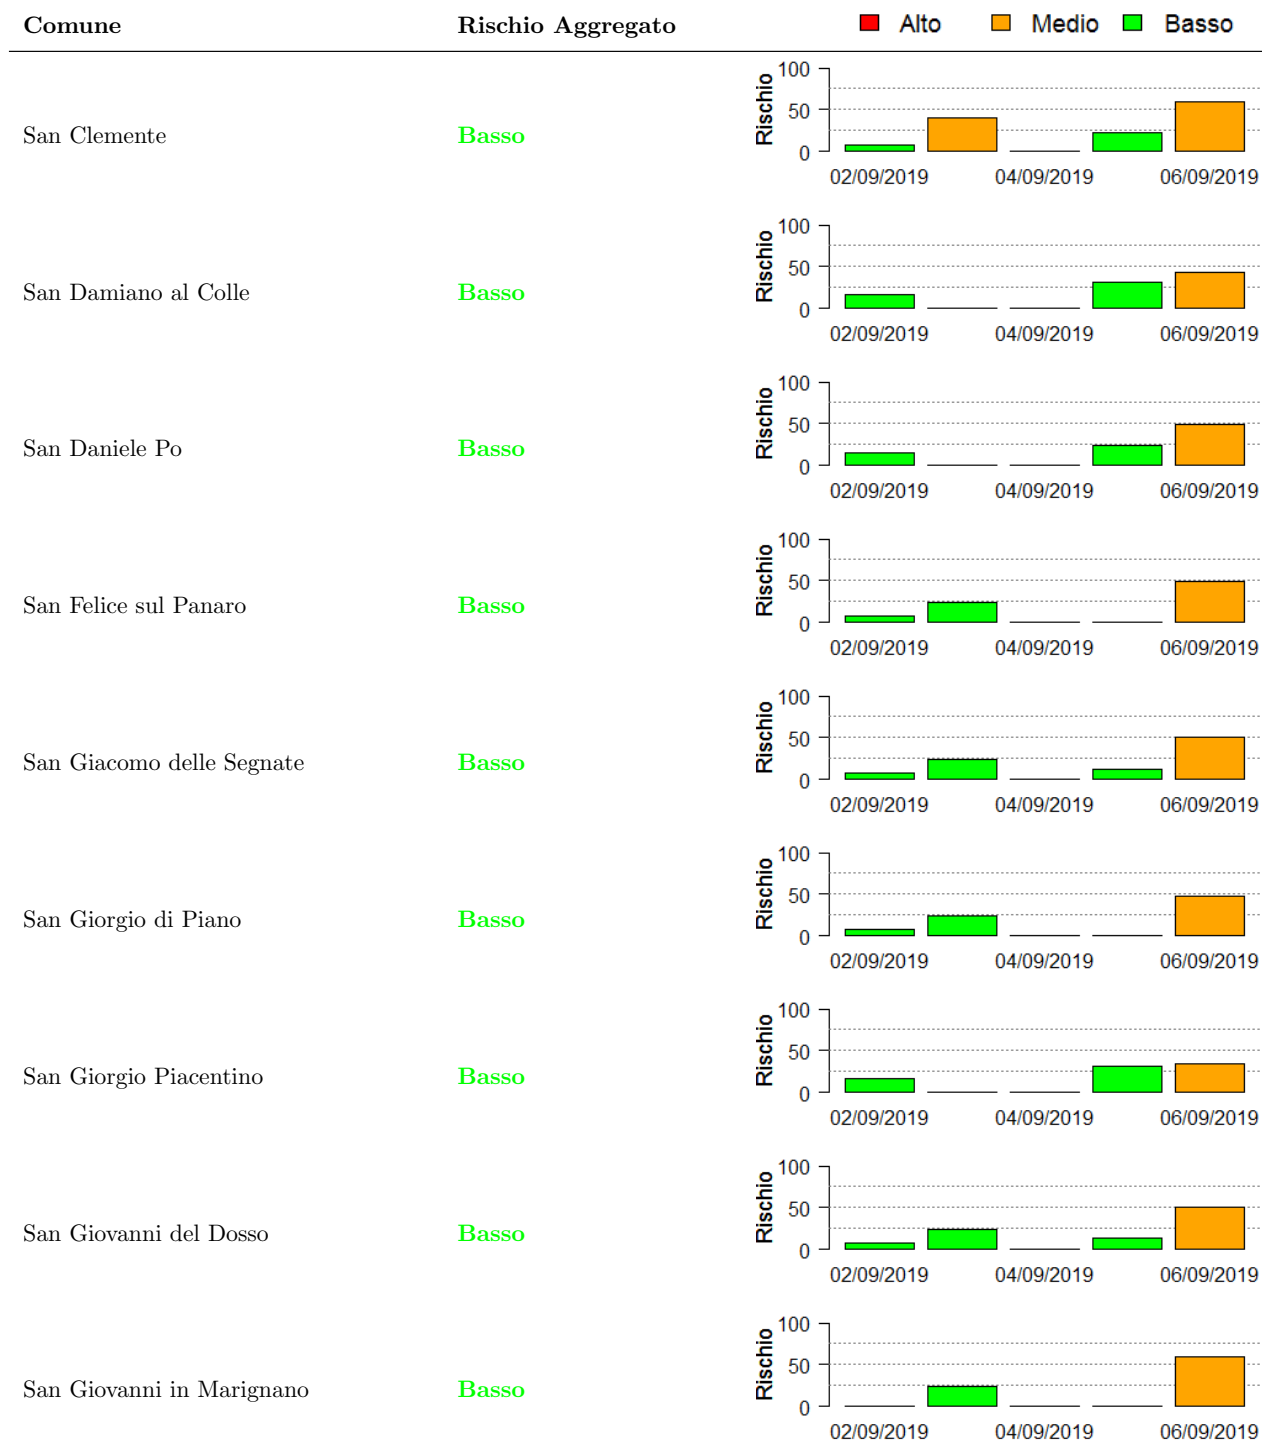 Comune Rischio Aggregato Alto Medio Basso
San Clemente Basso
Rischio
100
50
0
02/09/2019 04/09/2019 06/09/2019
San Damiano al Colle Basso
Rischio
100
50
0
02/09/2019 04/09/2019 06/09/2019
San Daniele Po Basso
Rischio
100
50
0
02/09/2019 04/09/2019 06/09/2019
San Felice sul Panaro Basso
Rischio
100
50
0
02/09/2019 04/09/2019 06/09/2019
San Giacomo delle Segnate Basso
Rischio
100
50
0
02/09/2019 04/09/2019 06/09/2019
San Giorgio di Piano Basso
Rischio
100
50
0
02/09/2019 04/09/2019 06/09/2019
San Giorgio Piacentino Basso
Rischio
100
50
0
02/09/2019 04/09/2019 06/09/2019
San Giovanni del Dosso Basso
Rischio
100
50
0
02/09/2019 04/09/2019 06/09/2019
San Giovanni in Marignano Basso
Rischio
100
50
0
02/09/2019 04/09/2019 06/09/2019